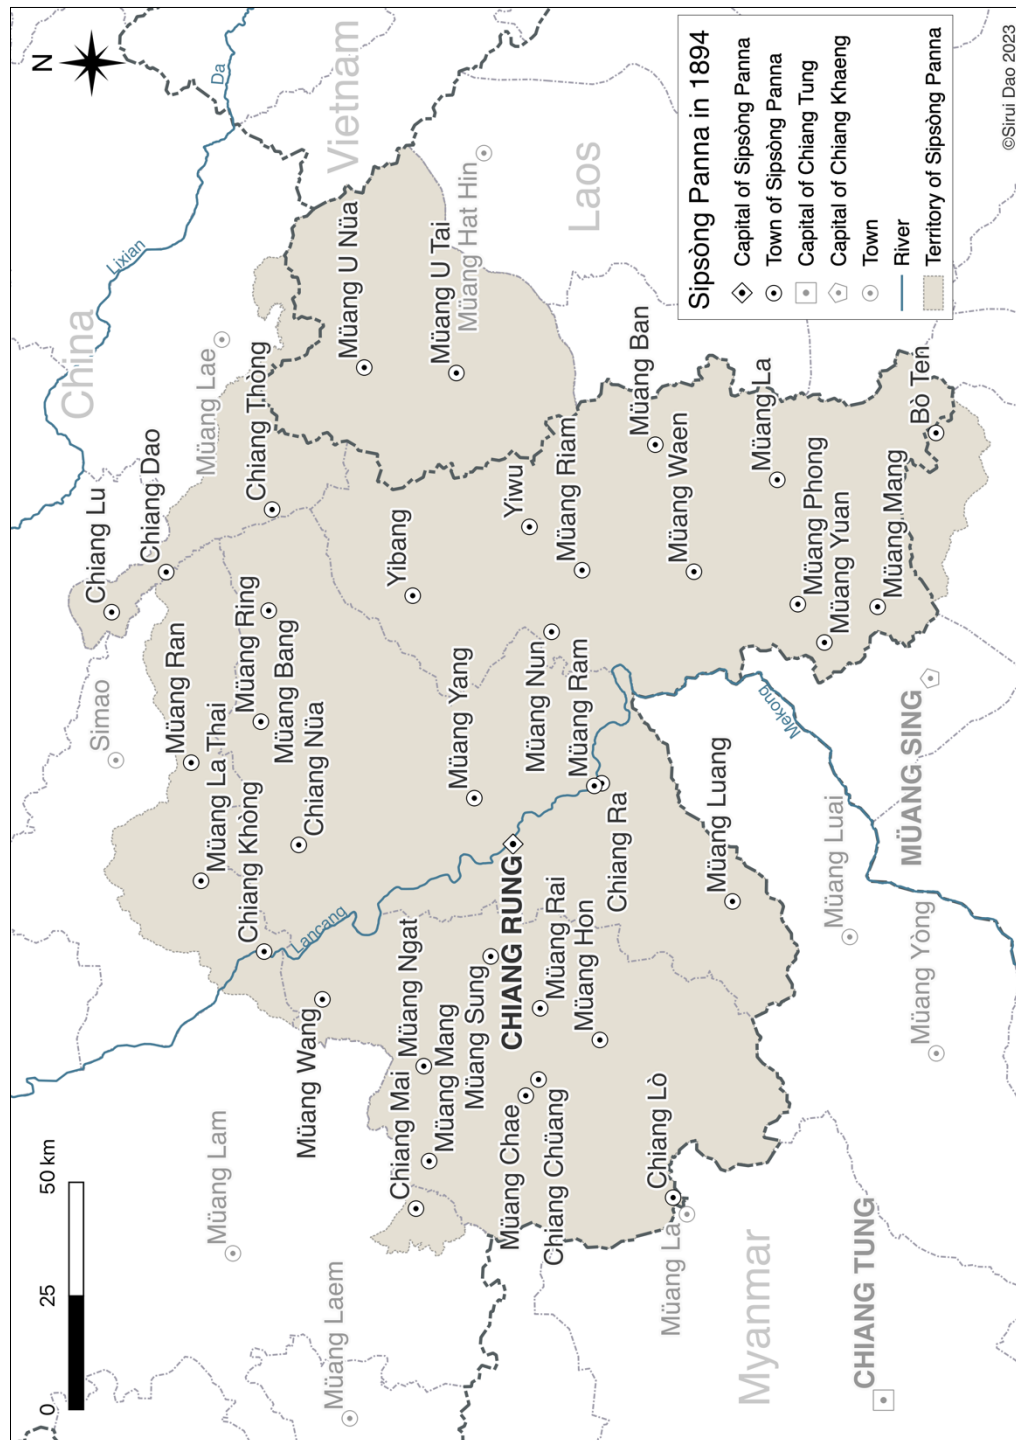 N
0 25 50 km
China
Da
Lixian
Simao
Chiang Lu
Chiang Dao
Müang Ran
Müang Lae
Müang La Thai
Müang Lam
Chiang Khòng
Müang Ring
Chiang Thòng
Müang Bang
Chiang Nüa
Müang Wang
Lancang
Müang Laem
Vietnam
Müang U Nüa
Chiang Mai
Müang Ngat
Yibang
Müang Mang
Müang U Tai
Müang Yang
Müang Hat Hin
Müang Sung
CHIANG RUNG
Müang Chae
Yiwu
Müang Nun
Chiang Chüang
Müang Rai
Müang Riam
Müang Ram
Müang Hon
Laos
Chiang Ra
Müang Ban
Chiang Lò
Müang La
Müang Waen
Müang Luang
Myanmar
Müang La
Mekong
Müang Phong
Müang Luai
Müang Yuan
CHIANG TUNG
Müang Mang
MÜANG SING
Bò Ten
Müang Yòng
Sipsòng Panna in 1894
Capital of Sipsòng Panna
Town of Sipsòng Panna
Capital of Chiang Tung
Capital of Chiang Khaeng
Town
River
Territory of Sipsòng Panna
©Sirui Dao 2023